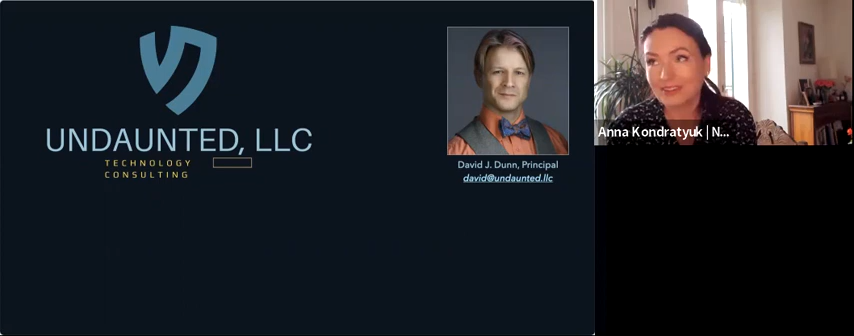 UNDAUNTED, LLC
TECHNOLOGY
CONSULTING
David J. Dunn, Principal
david@undaunted.llc
Anna Kondratyuk | N...